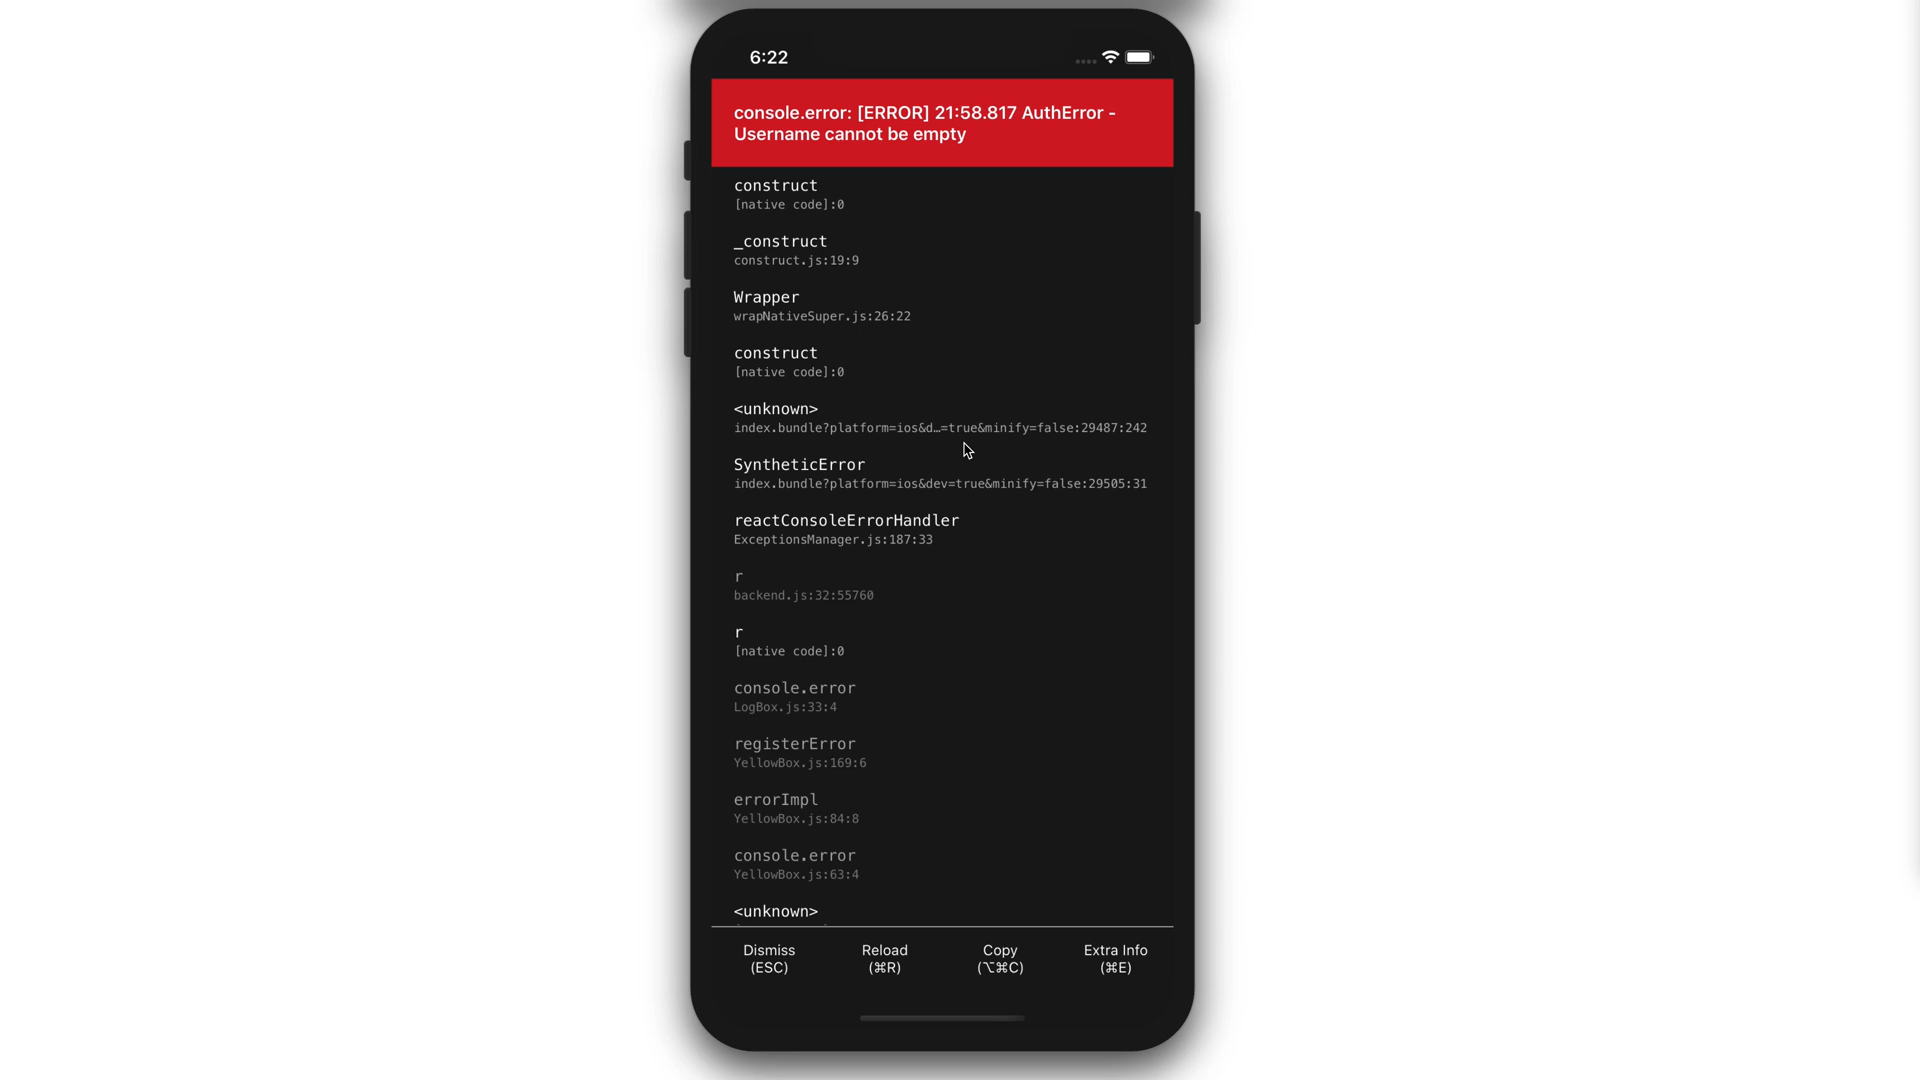 6:22
console.error: [ERROR] 21:58.817 AuthError -
Username cannot be empty
construct
[native code]:0
_construct
construct.js:19:9
Wrapper
wrapNativeSuper.js:26:22
construct
[native code]:0
<unknown>
index.bundle?platform=ios&d…=true&minify=false:29487:242
SyntheticError
index.bundle?platform=ios&dev=true&minify=false:29505:31
reactConsoleErrorHandler
ExceptionsManager.js:187:33
r
backend.js:32:55760
r
[native code]:0
console.error
LogBox.js:33:4
registerError
YellowBox.js:169:6
errorImpl
YellowBox.js:84:8
console.error
YellowBox.js:63:4
<unknown>
Dismiss Reload Copy Extra Info
(ESC) (⌘R) (⌥⌘C) (⌘E)